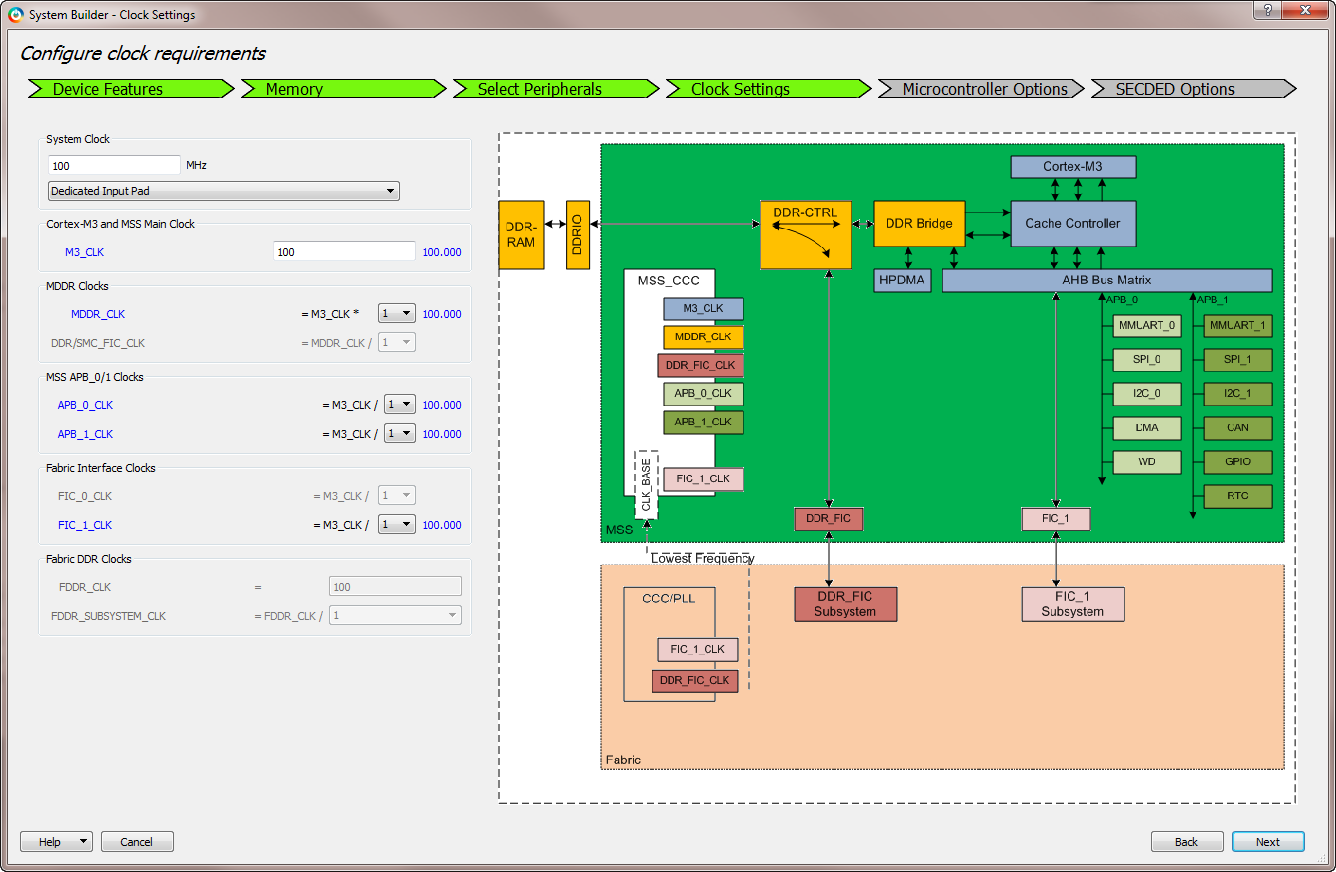 System Builder - Clock Settings
Configure clock requirements
Device Features
Memory
Select Peripherals
Clock Settings
Microcontroller Options
SECDED Options
System Clock
100
MHz
Dedicated Input Pad
Cortex-M3 and MSS Main Clock
M3_CLK
100
100.000
MDDR Clocks
MDDR_CLK
= M3_CLK *
1
100.000
DDR/SMC_FIC_CLK
= MDDR_CLK /
1
MSS APB_0/1 Clocks
APB_0_CLK
= M3_CLK /
1
100.000
APB_1_CLK
= M3_CLK /
1
100.000
Fabric Interface Clocks
FIC_0_CLK
= M3_CLK /
1
FIC_1_CLK
= M3_CLK /
1
100.000
Fabric DDR Clocks
FDDR_CLK
=
100
FDDR_SUBSYSTEM_CLK
= FDDR_CLK /
1
DDR-
RAM
DDRIO
DDR-CTRL
DDR Bridge
Cortex-M3
Cache Controller
HPDMA
AHB Bus Matrix
MSS_CCC
M3_CLK
MDDR_CLK
DDR_FIC_CLK
APB_0_CLK
APB_1_CLK
FIC_1_CLK
CLK_BASE
APB_0
MMUART_0
SPI_0
I2C_0
DMA
WD
APB_1
MMUART_1
SPI_1
I2C_1
CAN
GPIO
RTC
DDR_FIC
FIC_1
MSS
Lowest Frequency
CCC/PLL
FIC_1_CLK
DDR_FIC_CLK
DDR_FIC
Subsystem
FIC_1
Subsystem
Fabric
Help
Cancel
Back
Next